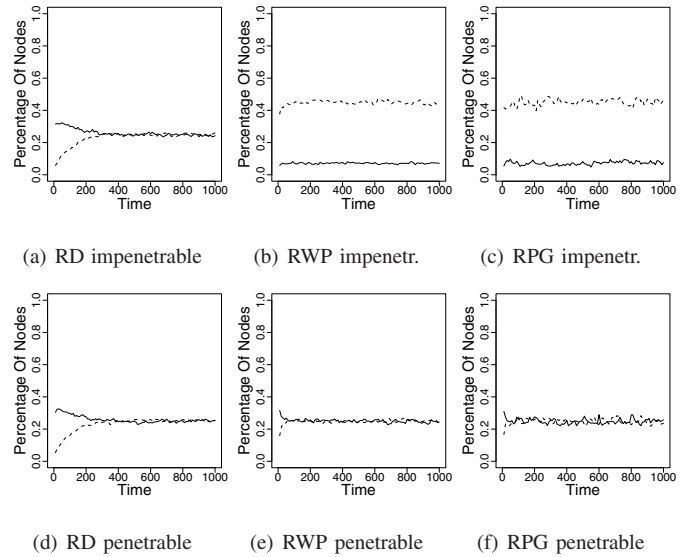 Percentage Of Nodes
0.0 0.2 0.4 0.6 0.8 1.0
0 200 400 600 800 1000
Time
(a) RD impenetrable
Percentage Of Nodes
0.0 0.2 0.4 0.6 0.8 1.0
0 200 400 600 800 1000
Time
(b) RWP impenetr.
Percentage Of Nodes
0.0 0.2 0.4 0.6 0.8 1.0
0 200 400 600 800 1000
Time
(c) RPG impenetr.
Percentage Of Nodes
0.0 0.2 0.4 0.6 0.8 1.0
0 200 400 600 800 1000
Time
(d) RD penetrable
Percentage Of Nodes
0.0 0.2 0.4 0.6 0.8 1.0
0 200 400 600 800 1000
Time
(e) RWP penetrable
Percentage Of Nodes
0.0 0.2 0.4 0.6 0.8 1.0
0 200 400 600 800 1000
Time
(f) RPG penetrable